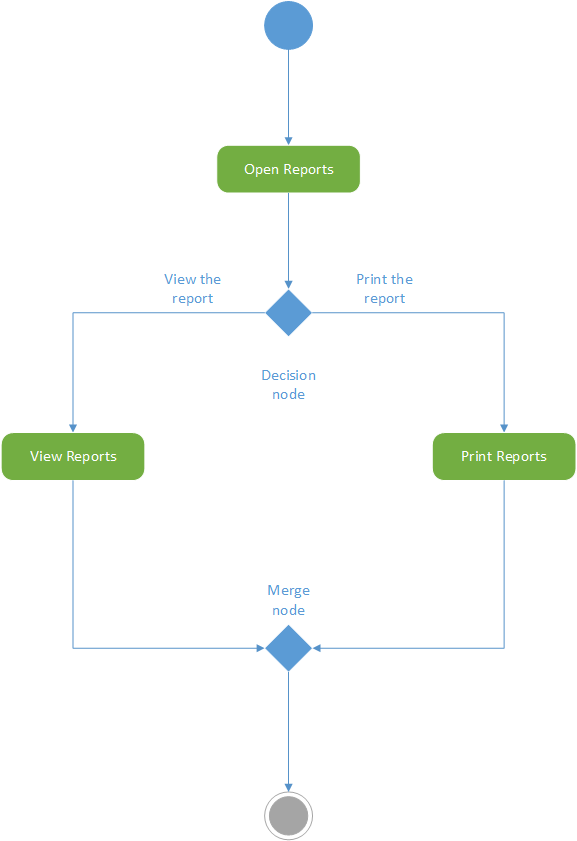 Open Reports
View the
report
Print the
report
Decision
node
View Reports
Print Reports
Merge
node